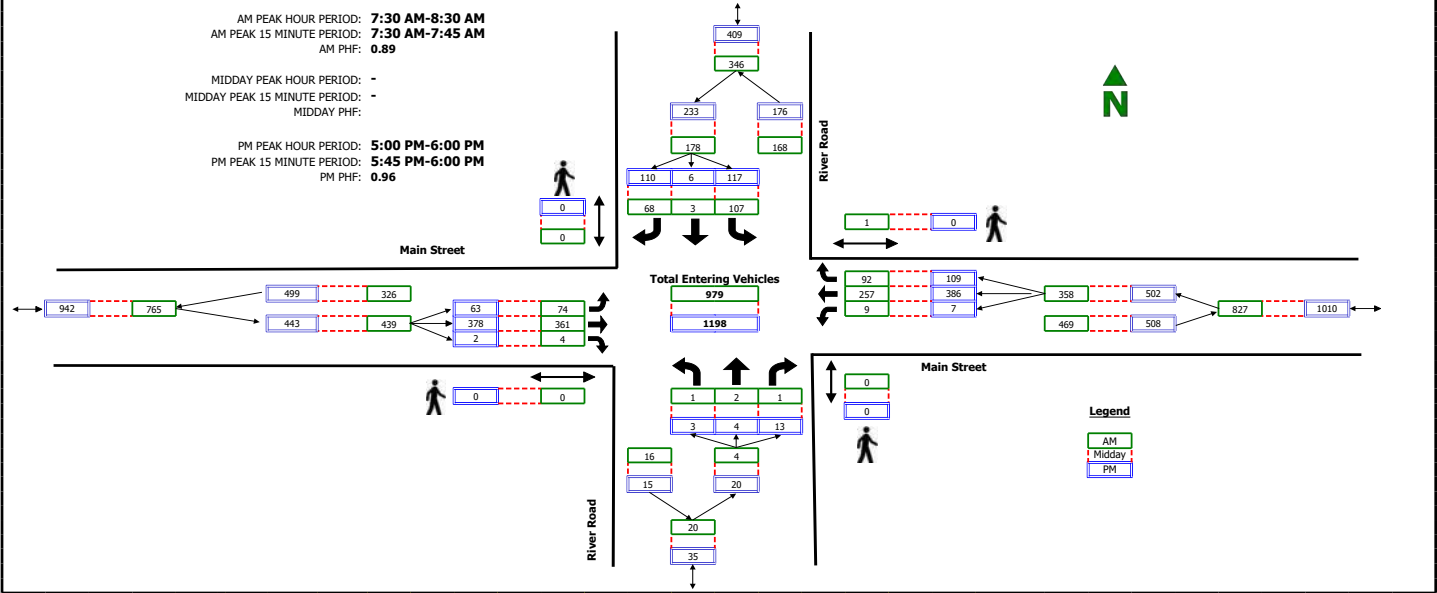 AM PEAK HOUR PERIOD: 7:30 AM-8:30 AM
AM PEAK 15 MINUTE PERIOD: 7:30 AM-7:45 AM
AM PHF: 0.89
MIDDAY PEAK HOUR PERIOD: -
MIDDAY PEAK 15 MINUTE PERIOD: -
MIDDAY PHF:
PM PEAK HOUR PERIOD: 5:00 PM-6:00 PM
PM PEAK 15 MINUTE PERIOD: 5:45 PM-6:00 PM
PM PHF: 0.96
409
346
233 176
178 168
110 6 117
68 3 107
River Road
N
0
0
Main Street
1 0
Total Entering Vehicles
979
1198
499 326
942 765
443 439
63 74
378 361
2 4
92 109
257 386
9 7
358 502
469 508
827 1010
Main Street
0 0
1 2 1
3 4 13
16 4
15 20
20
35
River Road
0
0
Legend
AM
Midday
PM